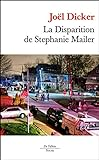 Joël Dicker
La Disparition
de Stephanie Mailer